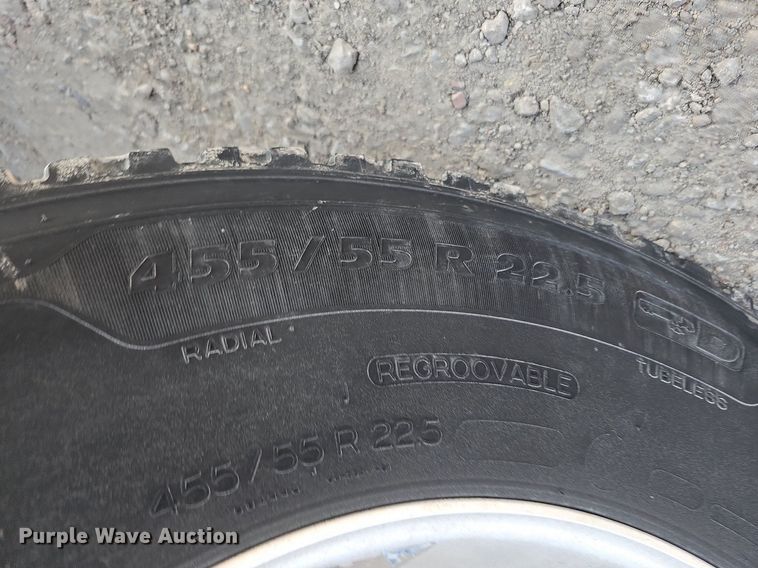 455/55 R 22.5
RADIAL
TUBELESS
REGROOVABLE
455/55 R 22.5
Purple Wave Auction